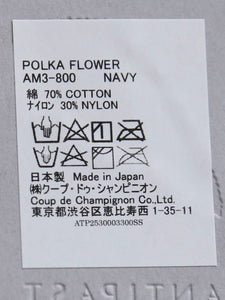 POLKA FLOWER
AM3-800 NAVY
綿 70% COTTON
ナイロン 30% NYLON
日本製 Made in Japan
㈱クープ・ドゥ・シャンピニオン
Coup de Champignon Co.,Ltd.
東京都渋谷区恵比寿西 1-35-11
ATP2530003300SS
ANTIPAST